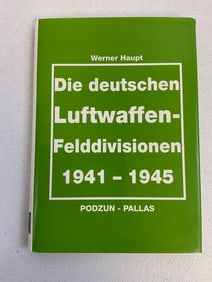 Werner Haupt
Die deutschen
Luftwaffen-
Felddivisionen
1941 – 1945
PODZUN - PALLAS